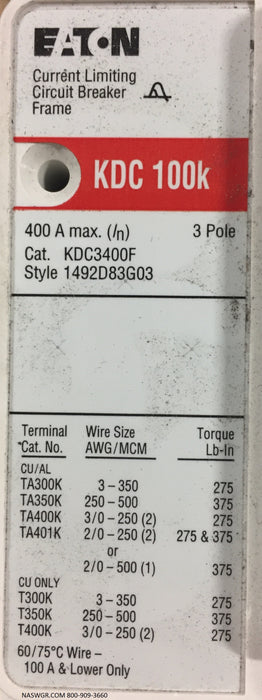 EATON
Current Limiting
Circuit Breaker
Frame
KDC 100k
400 A max. (In) 3 Pole
Cat. KDC3400F
Style 1492D83G03
Terminal Wire Size Torque
Cat. No. AWG/MCM Lb-In
CU/AL
TA300K 3 – 350 275
TA350K 250 – 500 375
TA400K 3/0 – 250 (2) 275
TA401K 2/0 – 250 (2) 275 & 375
or
2/0 – 500 (1) 375
CU ONLY
T300K 3 – 350 275
T350K 250 – 500 375
T400K 3/0 – 250 (2) 275
60/75°C Wire –
100 A & Lower Only
NASWGR.COM 800-909-3660